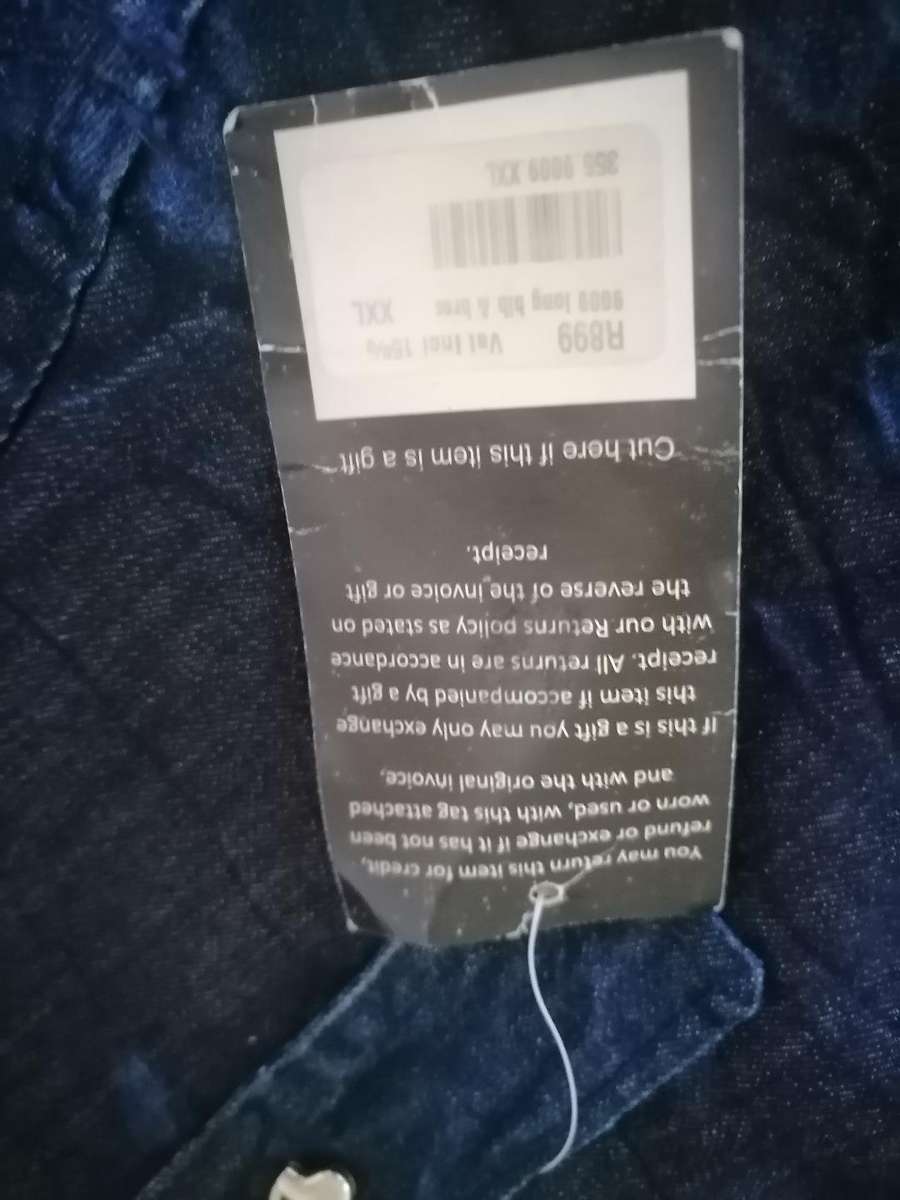 You may return this item for credit,
refund or exchange if it has not been
worn or used, with this tag attached
and with the original invoice,
If this is a gift you may only exchange
this item if accompanied by a gift
receipt. All returns are in accordance
with our Returns policy as stated on
the reverse of the invoice or gift
receipt.
Cut here if this item is a gift
R899 Vat Incl 15%
9009 long bib & brac XXL
9009 XXL